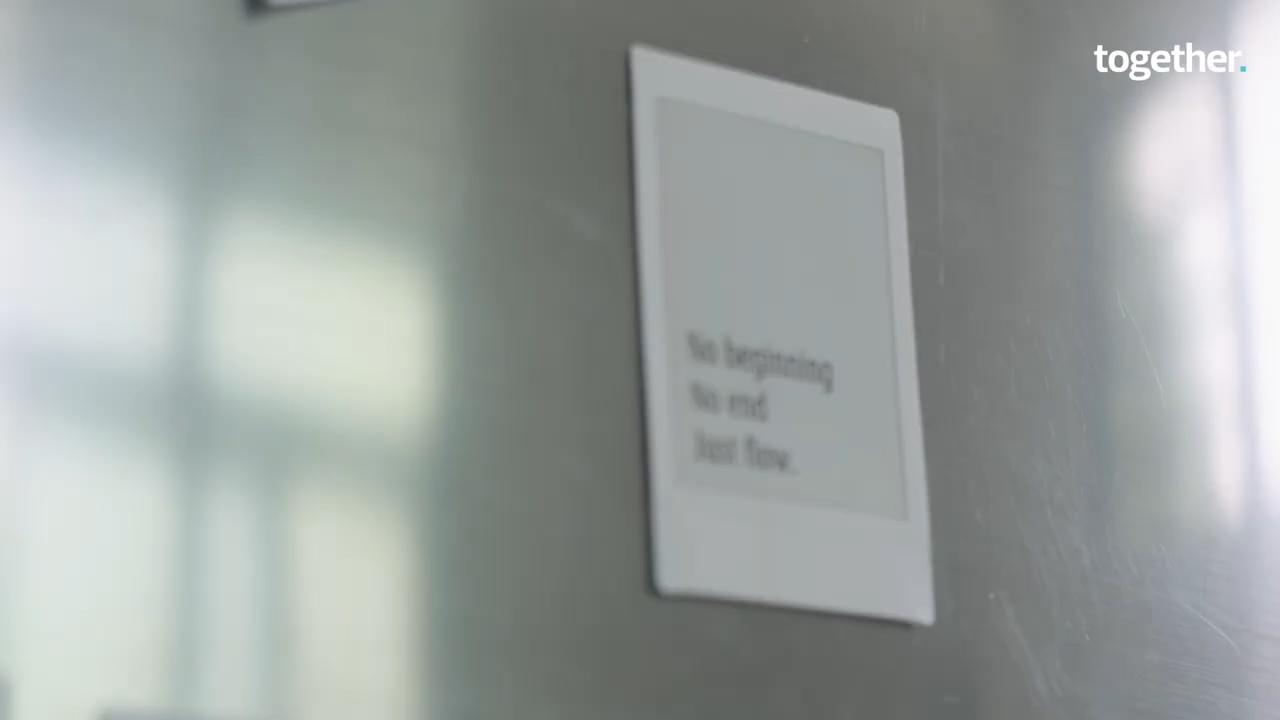 together.
No beginning
No end
Just flow.